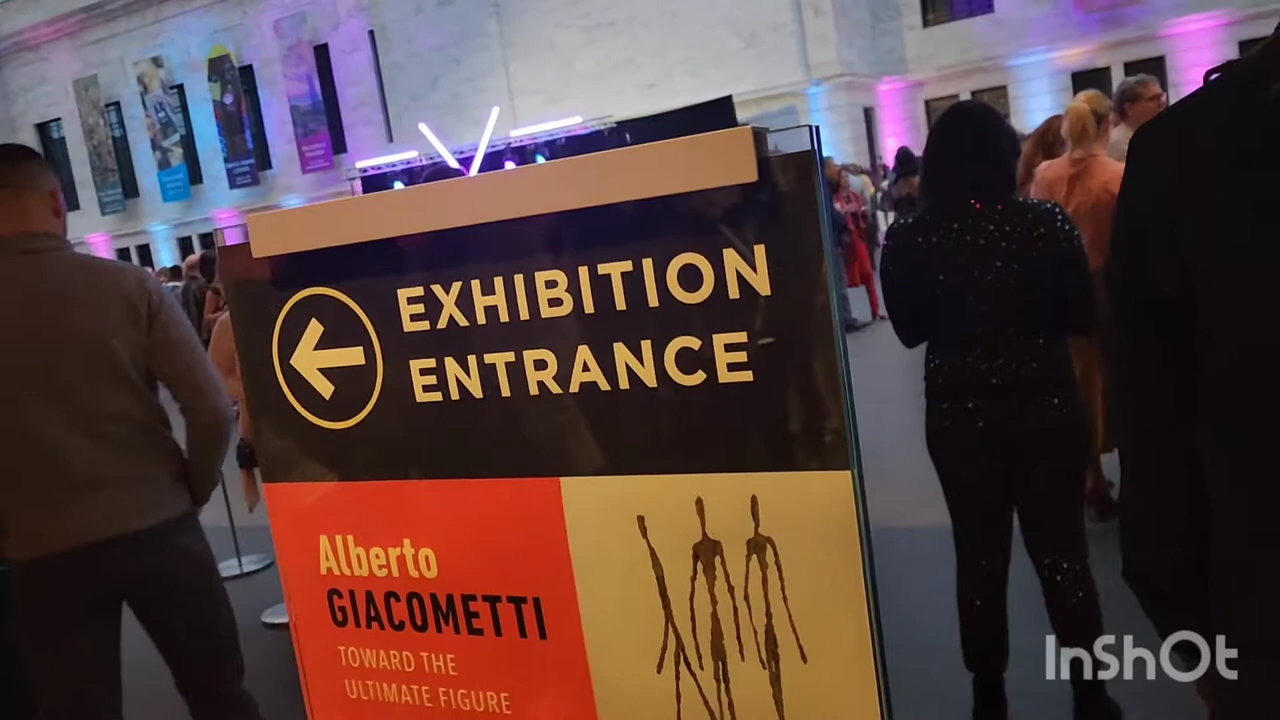 EXHIBITION
ENTRANCE
Alberto
GIACOMETTI
TOWARD THE
ULTIMATE FIGURE
InShOt